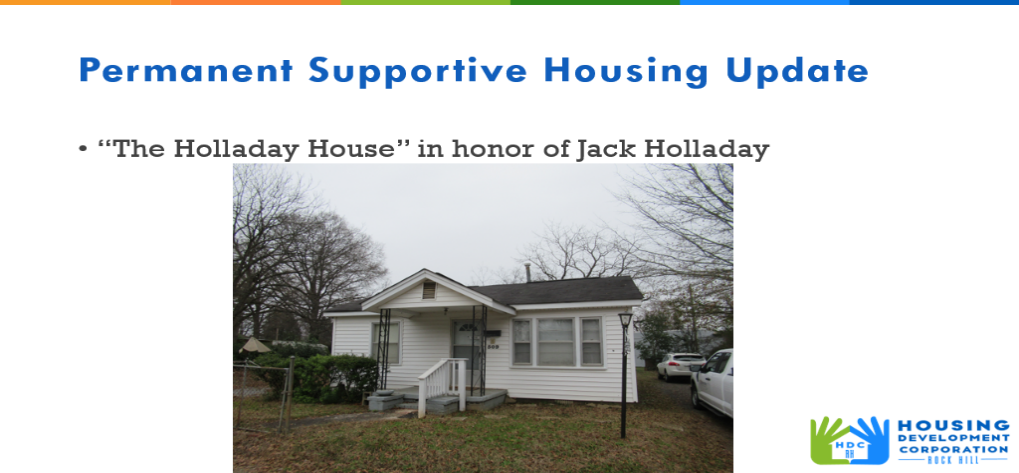 Permanent Supportive Housing Update
• “The Holladay House” in honor of Jack Holladay
HDC
RH
HOUSING
DEVELOPMENT
CORPORATION
ROCK HILL